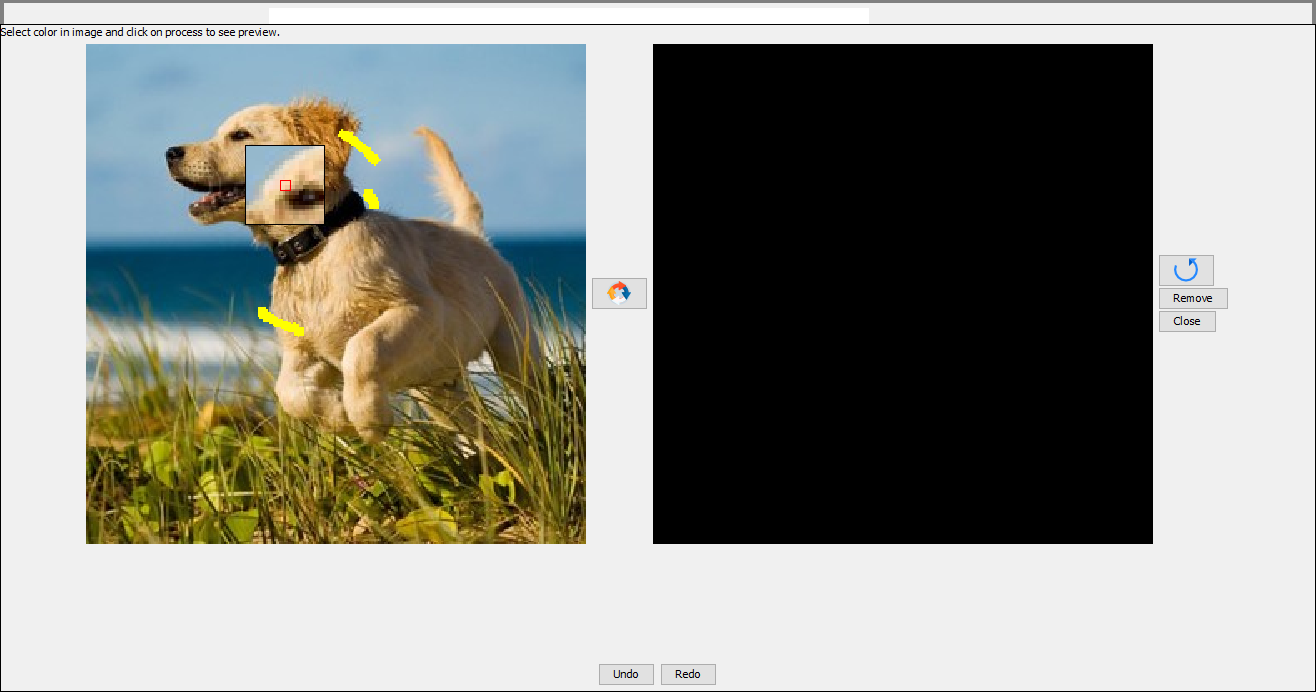 Select color in image and click on process to see preview.
Remove
Close
Undo
Redo